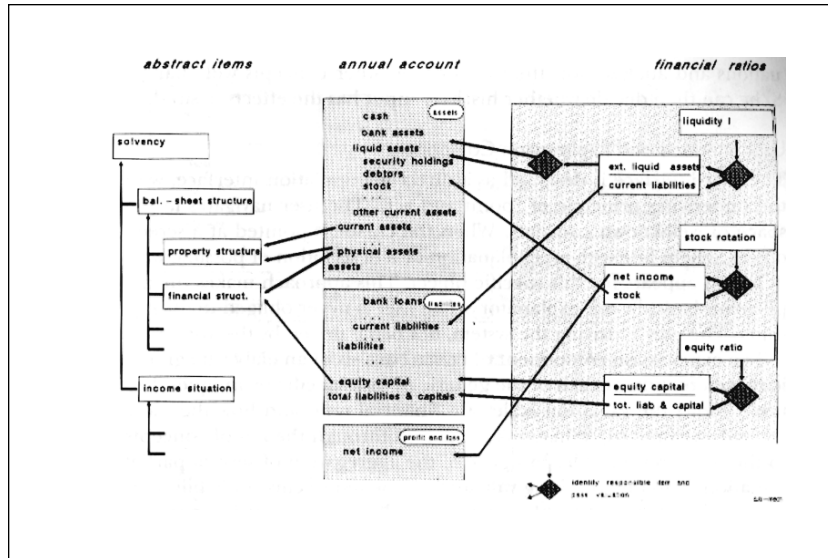 abstract items
annual account
financial ratios
solvency
bal. - sheet structure
property structure
financial struct.
income situation
assets
cash
bank assets
liquid assets
security holdings
debtors
stock
....
other current assets
current assets
...
physical assets
assets
bank loans
liabilities
...
current liabilities
...
liabilities
...
equity capital
total liabilities & capitals
profit and loss
net income
liquidity I
ext. liquid assets
current liabilities
stock rotation
net income
stock
equity ratio
equity capital
tot. liab & capital
identify responsible item and
pass valuation